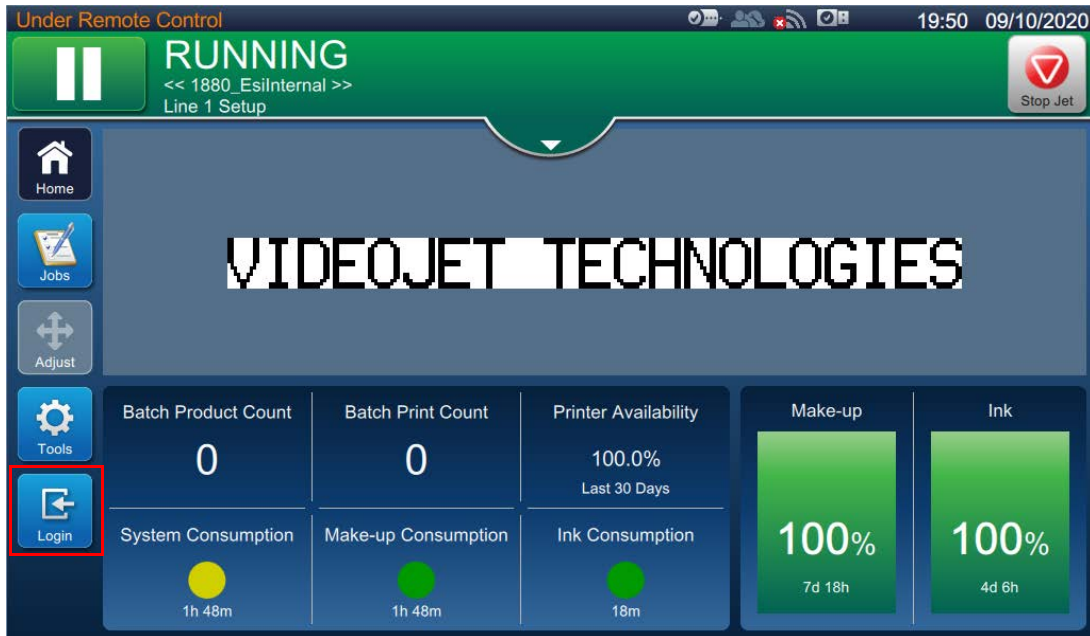 Under Remote Control
19:50 09/10/2020
RUNNING
<< 1880_EsiInternal >>
Line 1 Setup
Stop Jet
Home
Jobs
Adjust
Tools
Login
VIDEOJET TECHNOLOGIES
Batch Product Count
0
Batch Print Count
0
Printer Availability
100.0%
Last 30 Days
System Consumption
1h 48m
Make-up Consumption
1h 48m
Ink Consumption
18m
Make-up
100%
7d 18h
Ink
100%
4d 6h